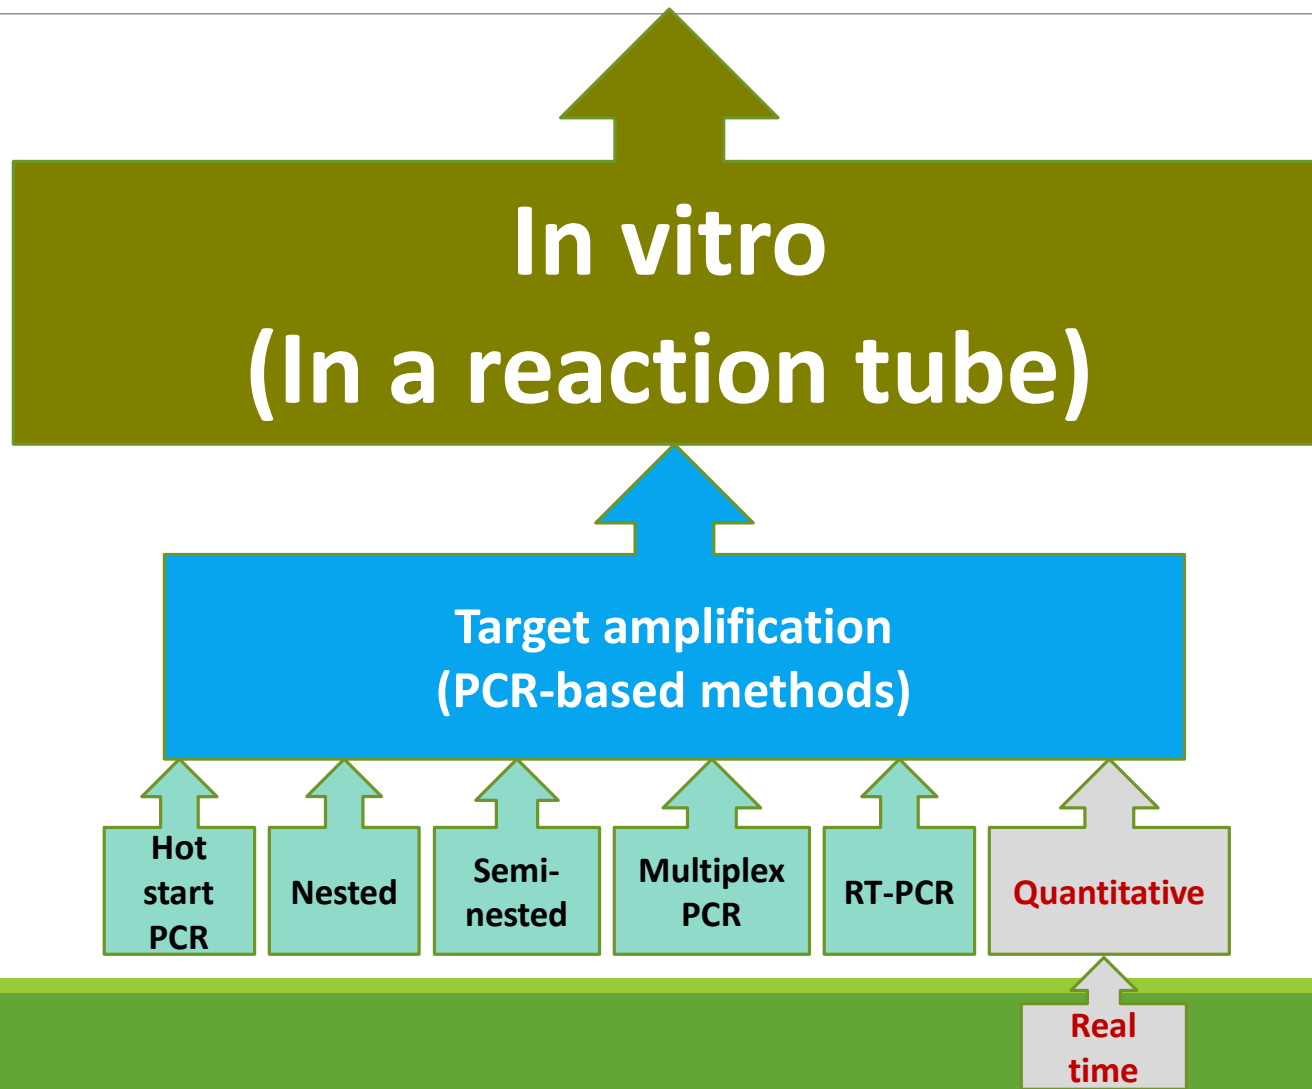 In vitro
(In a reaction tube)
Target amplification
(PCR-based methods)
Hot
start
PCR
Nested
Semi-
nested
Multiplex
PCR
RT-PCR
Quantitative
Real
time